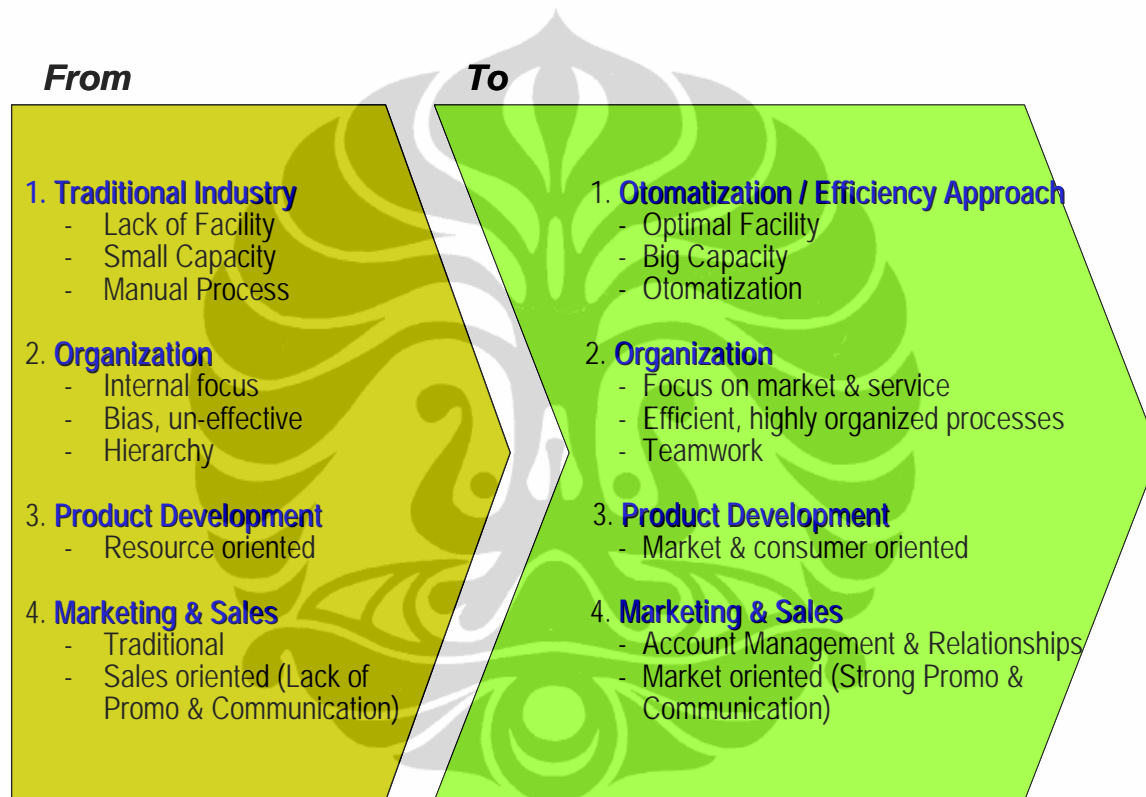 From
1. Traditional Industry
- Lack of Facility
- Small Capacity
- Manual Process
2. Organization
- Internal focus
- Bias, un-effective
- Hierarchy
3. Product Development
- Resource oriented
4. Marketing & Sales
- Traditional
- Sales oriented (Lack of
Promo & Communication)
To
1. Otomatization / Efficiency Approach
- Optimal Facility
- Big Capacity
- Otomatization
2. Organization
- Focus on market & service
- Efficient, highly organized processes
- Teamwork
3. Product Development
- Market & consumer oriented
4. Marketing & Sales
- Account Management & Relationships
- Market oriented (Strong Promo &
Communication)